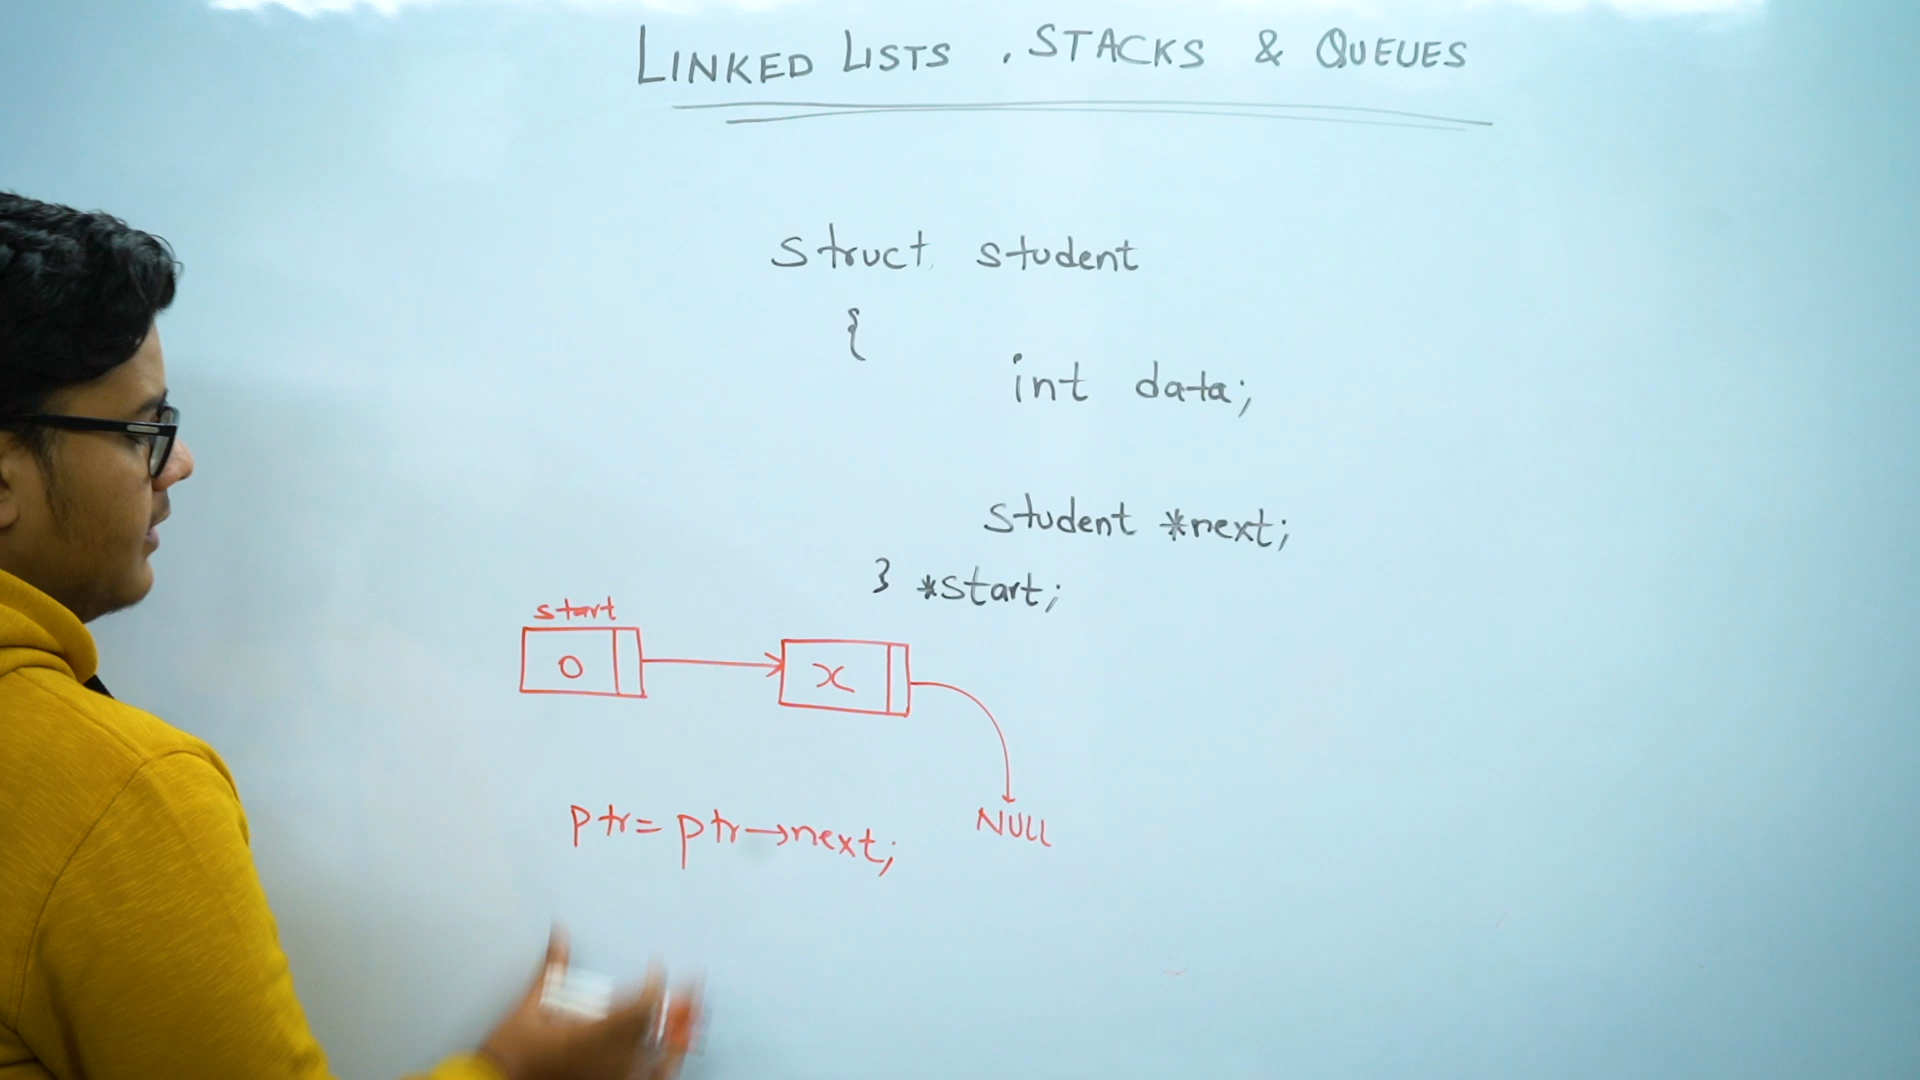 LINKED LISTS , STACKS & QUEUES
struct student
{
int data;
student *next;
} *start;
start
0
x
NULL
ptr = ptr→next;